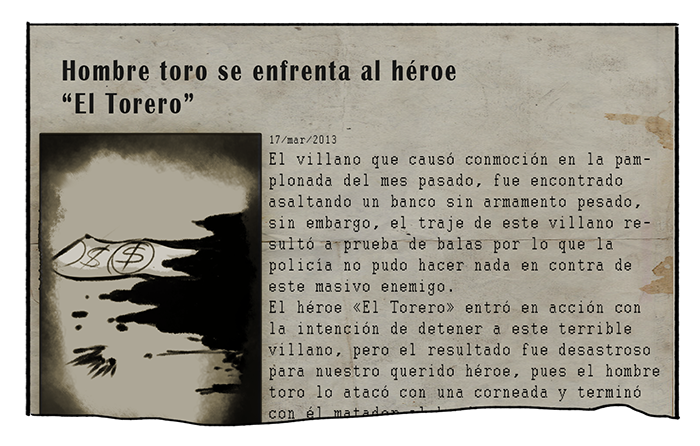 Hombre toro se enfrenta al héroe
“El Torero”
17/mar/2013
El villano que causó conmoción en la pam-
plonada del mes pasado, fue encontrado
asaltando un banco sin armamento pesado,
sin embargo, el traje de este villano re-
sultó a prueba de balas por lo que la
policía no pudo hacer nada en contra de
este masivo enemigo.
El héroe «El Torero» entró en acción con
la intención de detener a este terrible
villano, pero el resultado fue desastroso
para nuestro querido héroe, pues el hombre
toro lo atacó con una corneada y terminó
con él matador al
$
$